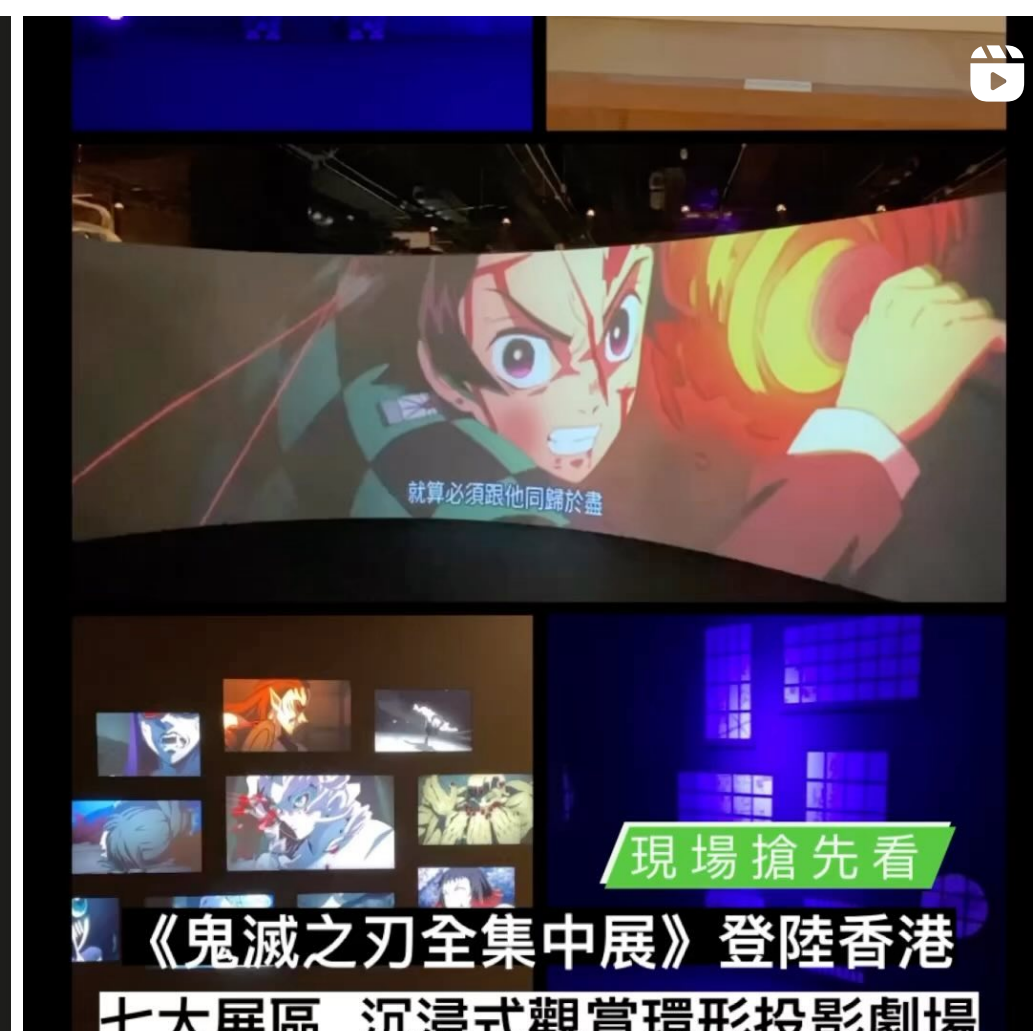 就算必須跟他同歸於盡
現場搶先看
《鬼滅之刃全集中展》登陸香港
七大展區 沉浸式觀賞環形投影劇場